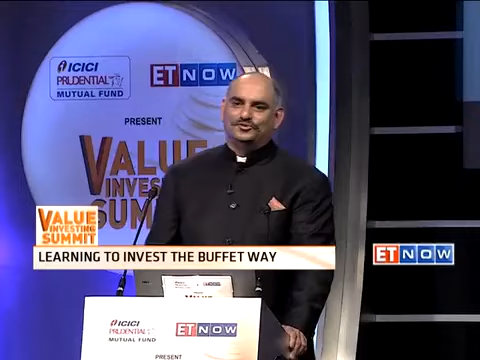 ICICI
PRUDENTIAL
MUTUAL FUND
ET NOW
PRESENT
VALUE
INVES
SUM
VALUE
INVESTING
SUMMIT
LEARNING TO INVEST THE BUFFET WAY
ET NOW
ICICI
PRUDENTIAL
MUTUAL FUND
ET NOW
PRESENT